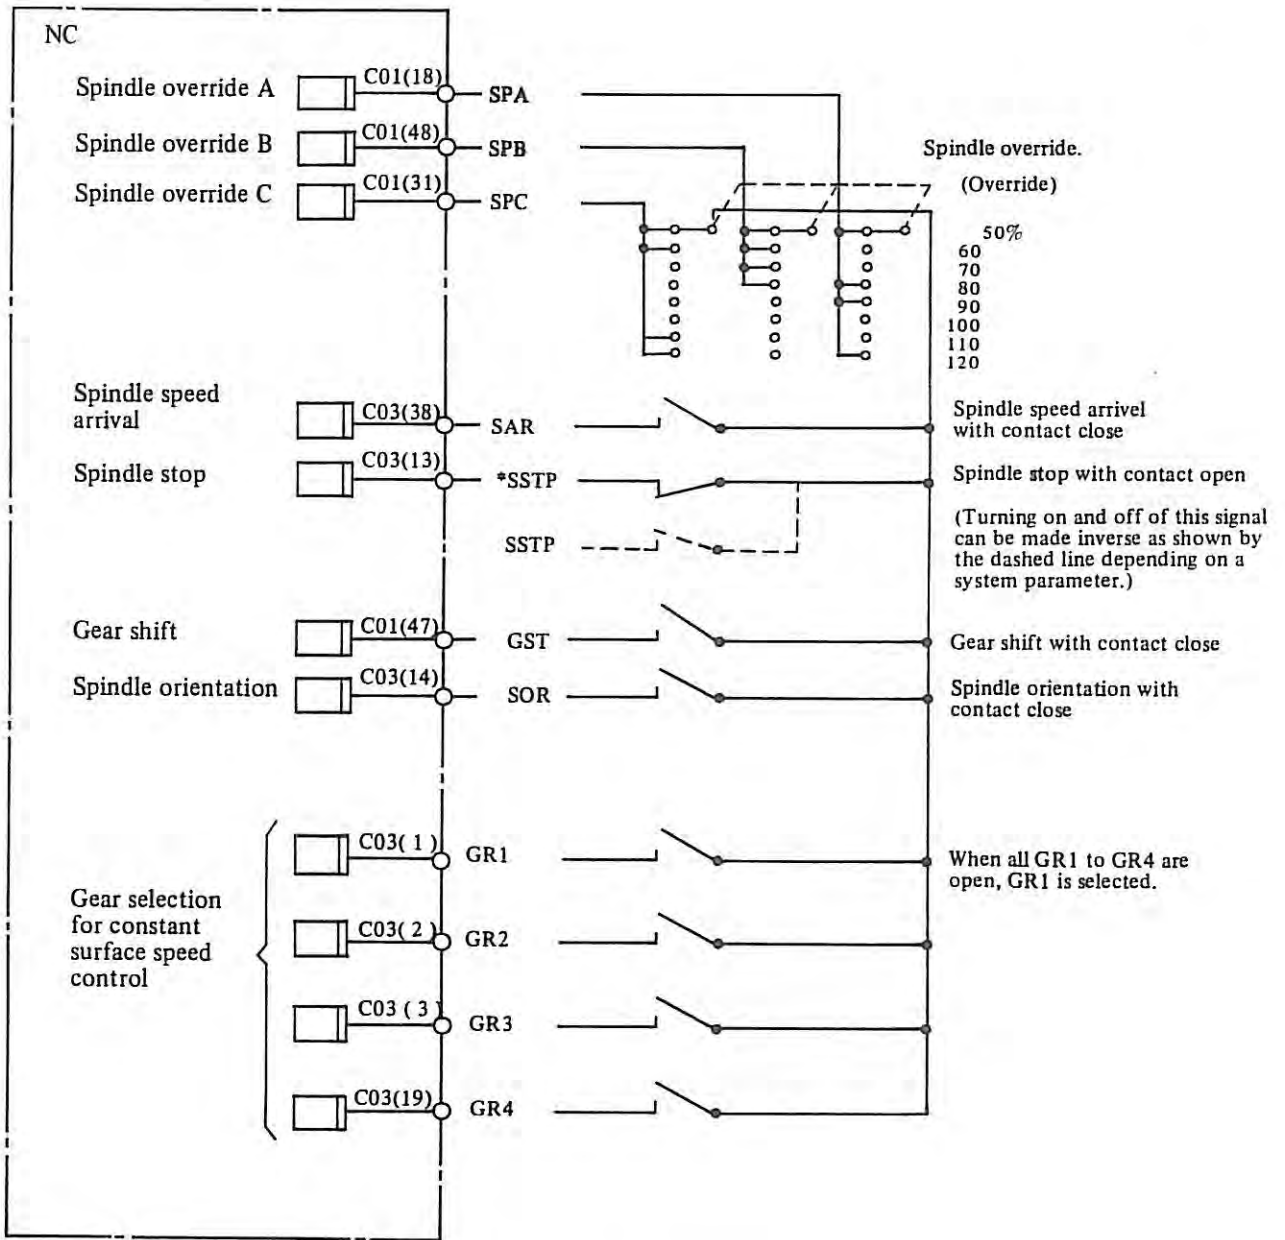 NC
Spindle override A
C01(18)
SPA
Spindle override B
C01(48)
SPB
Spindle override C
C01(31)
SPC
Spindle override.
(Override)
50%
60
70
80
90
100
110
120
Spindle speed
arrival
C03(38)
SAR
Spindle speed arrivel
with contact close
Spindle stop
C03(13)
*SSTP
Spindle stop with contact open
SSTP
(Turning on and off of this signal
can be made inverse as shown by
the dashed line depending on a
system parameter.)
Gear shift
C01(47)
GST
Gear shift with contact close
Spindle orientation
C03(14)
SOR
Spindle orientation with
contact close
Gear selection
for constant
surface speed
control
C03( 1 )
GR1
When all GR1 to GR4 are
open, GR1 is selected.
C03( 2 )
GR2
C03 ( 3 )
GR3
C03(19)
GR4